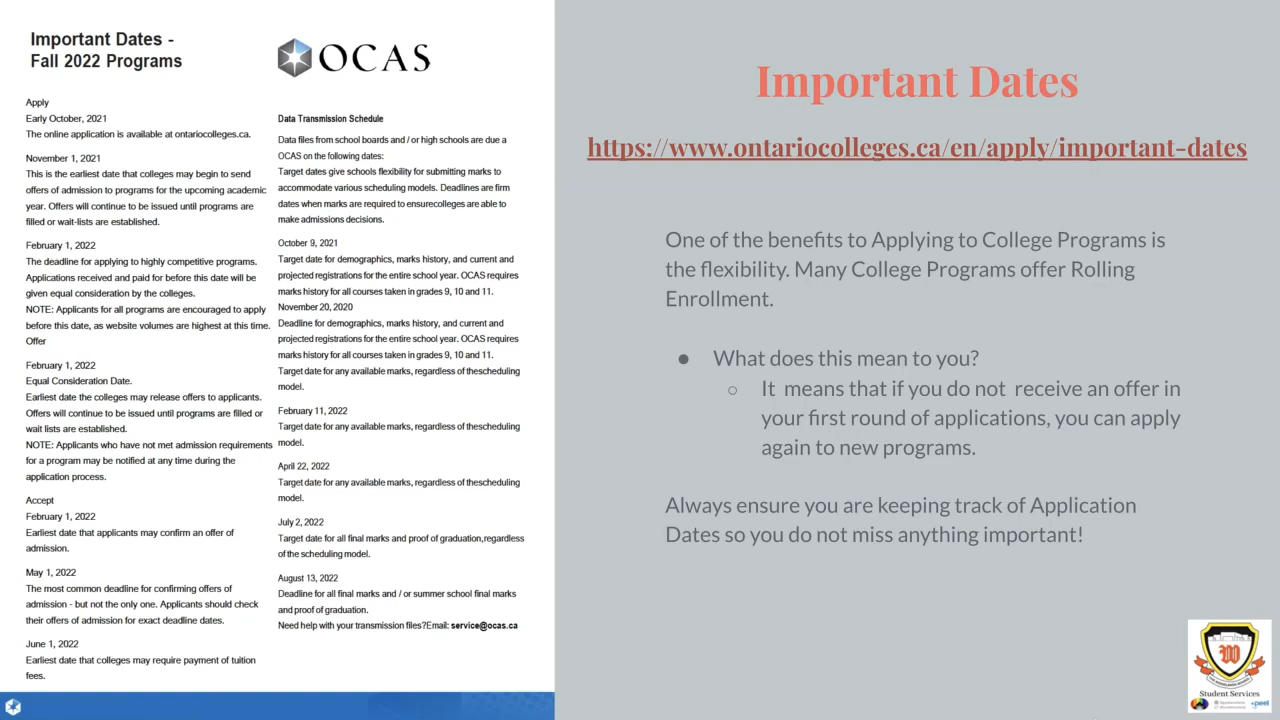 Important Dates -
Fall 2022 Programs
OCAS
Apply
Early October, 2021
The online application is available at ontariocolleges.ca.
November 1, 2021
This is the earliest date that colleges may begin to send
offers of admission to programs for the upcoming academic
year. Offers will continue to be issued until programs are
filled or wait-lists are established.
February 1, 2022
The deadline for applying to highly competitive programs.
Applications received and paid for before this date will be
given equal consideration by the colleges.
NOTE: Applicants for all programs are encouraged to apply
before this date, as website volumes are highest at this time.
Offer
February 1, 2022
Equal Consideration Date.
Earliest date the colleges may release offers to applicants.
Offers will continue to be issued until programs are filled or
wait lists are established.
NOTE: Applicants who have not met admission requirements
for a program may be notified at any time during the
application process.
Accept
February 1, 2022
Earliest date that applicants may confirm an offer of
admission.
May 1, 2022
The most common deadline for confirming offers of
admission - but not the only one. Applicants should check
their offers of admission for exact deadline dates.
June 1, 2022
Earliest date that colleges may require payment of tuition
fees.
Data Transmission Schedule
Data files from school boards and / or high schools are due a
OCAS on the following dates:
Target dates give schools flexibility for submitting marks to
accommodate various scheduling models. Deadlines are firm
dates when marks are required to ensurecolleges are able to
make admissions decisions.
October 9, 2021
Target date for demographics, marks history, and current and
projected registrations for the entire school year. OCAS requires
marks history for all courses taken in grades 9, 10 and 11.
November 20, 2020
Deadline for demographics, marks history, and current and
projected registrations for the entire school year. OCAS requires
marks history for all courses taken in grades 9, 10 and 11.
Target date for any available marks, regardless of thescheduling
model.
February 11, 2022
Target date for any available marks, regardless of thescheduling
model.
April 22, 2022
Target date for any available marks, regardless of thescheduling
model.
July 2, 2022
Target date for all final marks and proof of graduation,regardless
of the scheduling model.
August 13, 2022
Deadline for all final marks and / or summer school final marks
and proof of graduation.
Need help with your transmission files?Email: service@ocas.ca
Important Dates
https://www.ontariocolleges.ca/en/apply/important-dates
One of the benefits to Applying to College Programs is
the flexibility. Many College Programs offer Rolling
Enrollment.
● What does this mean to you?
○ It means that if you do not receive an offer in
your first round of applications, you can apply
again to new programs.
Always ensure you are keeping track of Application
Dates so you do not miss anything important!
W
Student Services
peel